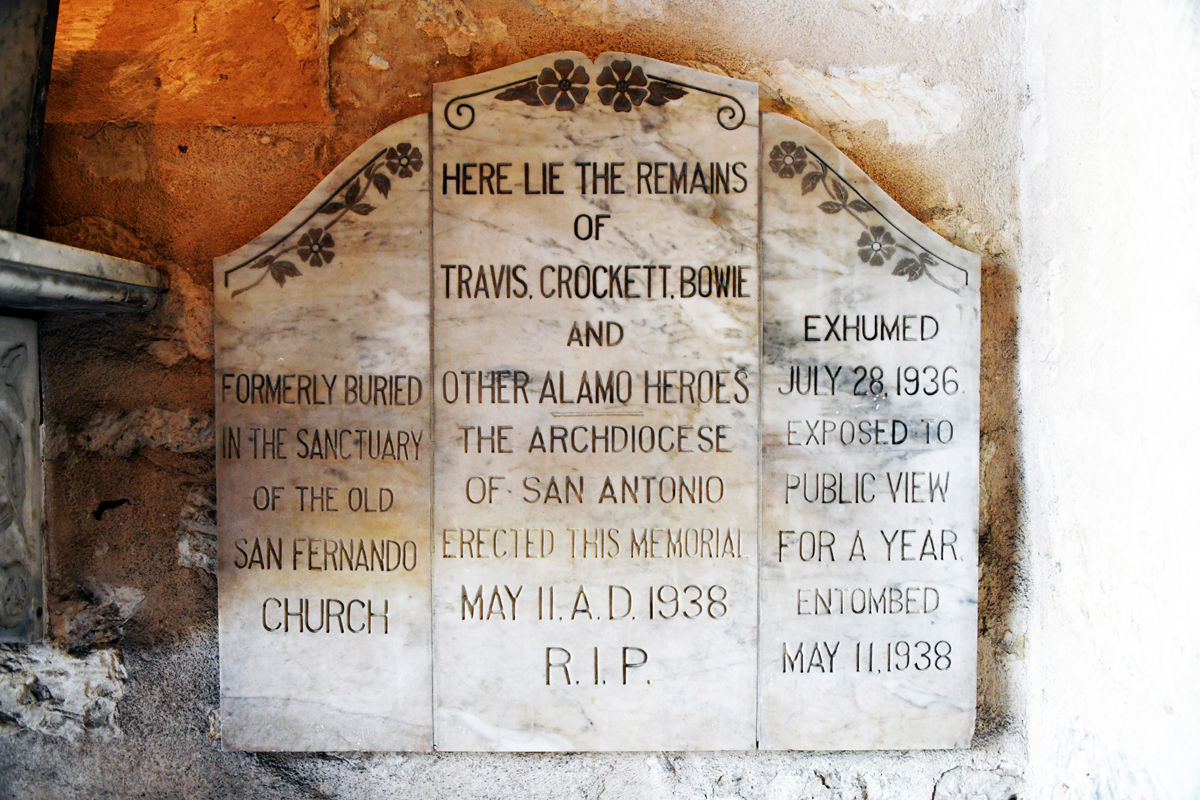 FORMERLY BURIED
IN THE SANCTUARY
OF THE OLD
SAN FERNANDO
CHURCH
HERE LIE THE REMAINS
OF
TRAVIS, CROCKETT, BOWIE
AND
OTHER ALAMO HEROES
THE ARCHDIOCESE
OF SAN ANTONIO
ERECTED THIS MEMORIAL
MAY 11, A.D. 1938
R.I.P.
EXHUMED
JULY 28, 1936.
EXPOSED TO
PUBLIC VIEW
FOR A YEAR.
ENTOMBED
MAY 11, 1938